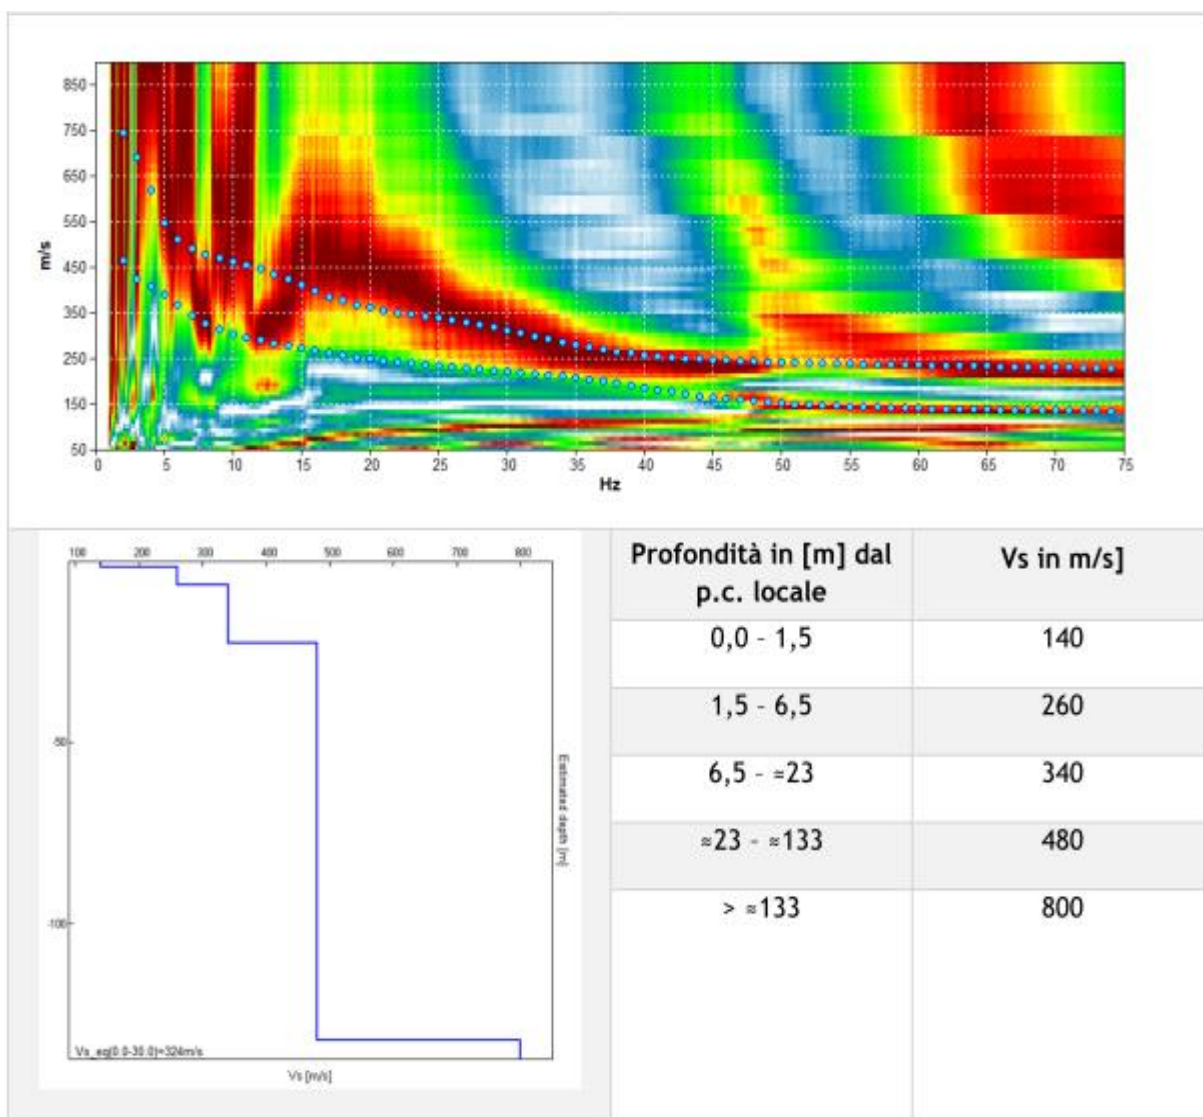 850
750
650
550
450
350
250
150
50
m/s
0 5 10 15 20 25 30 35 40 45 50 55 60 65 70 75
Hz
100 200 300 400 500 600 700 800
-50
-100
Esitimated depth [m]
Vs_eq(0.0-30.0)=324m/s
Vs [m/s]
Profondità in [m] dal
p.c. locale
Vs in m/s]
0,0 - 1,5 140
1,5 - 6,5 260
6,5 - ≈23 340
≈23 - ≈133 480
> ≈133 800